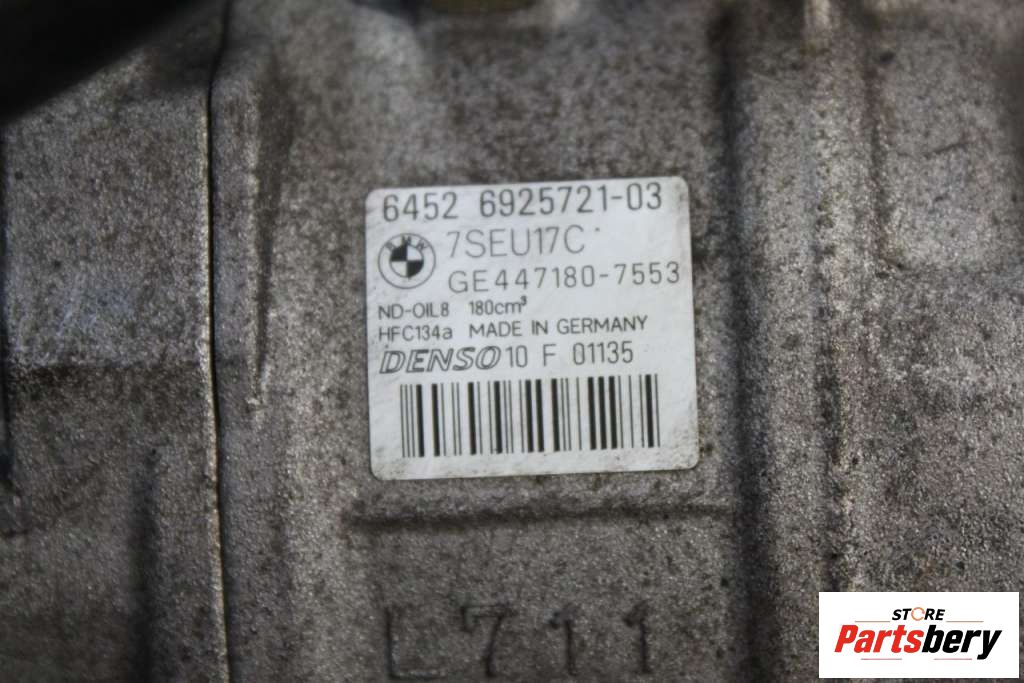 6452 6925721-03
BMW
7SEU17C
GE447180-7553
ND-OIL8 180cm³
HFC134a MADE IN GERMANY
DENSO 10 F 01135
L711
STORE
Partsbery